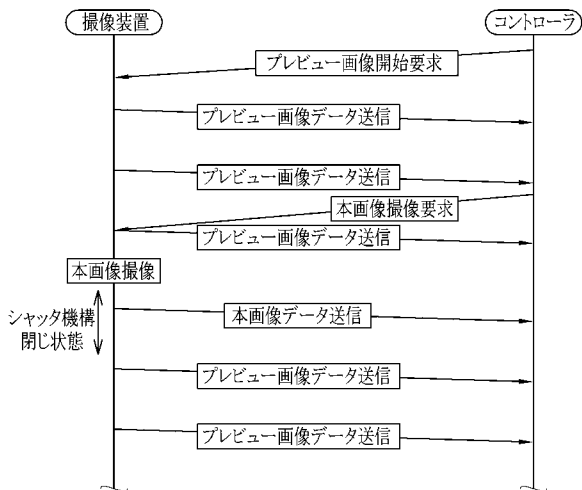 撮像装置
コントローラ
プレビュー画像開始要求
プレビュー画像データ送信
プレビュー画像データ送信
本画像撮像要求
プレビュー画像データ送信
本画像撮像
シャッタ機構
閉じ状態
本画像データ送信
プレビュー画像データ送信
プレビュー画像データ送信